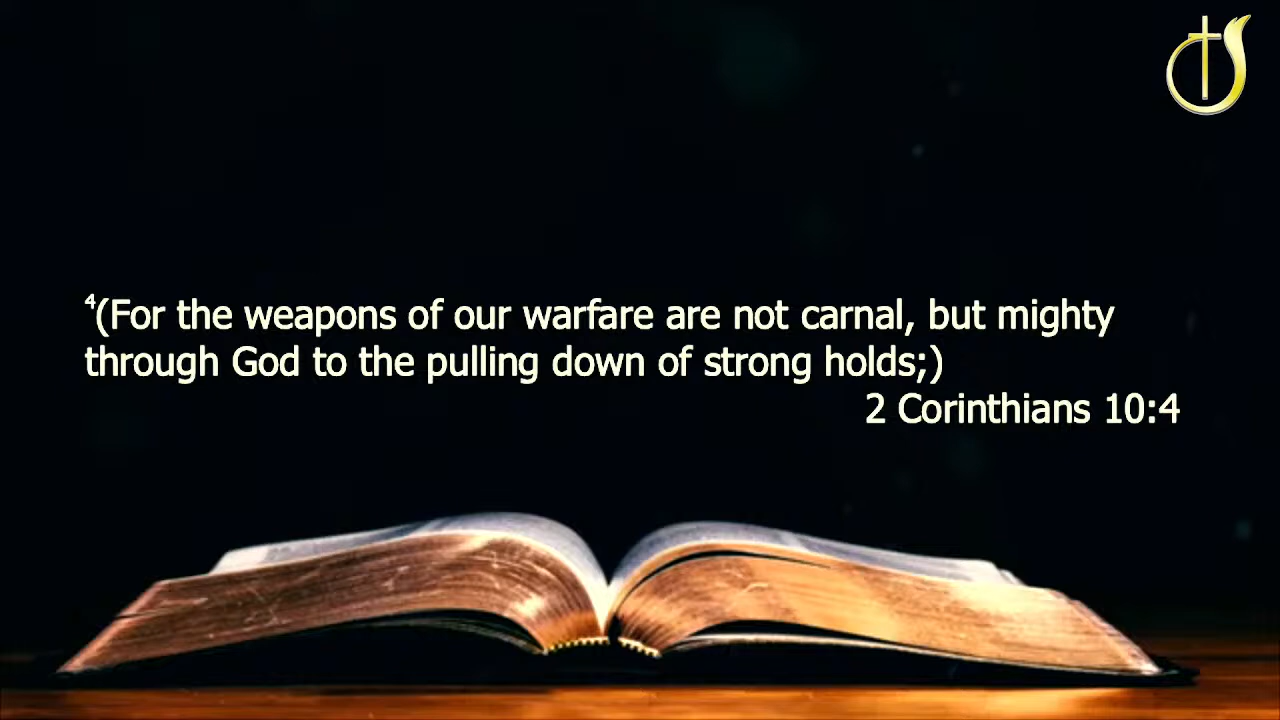 ⁴(For the weapons of our warfare are not carnal, but mighty
through God to the pulling down of strong holds;)
2 Corinthians 10:4